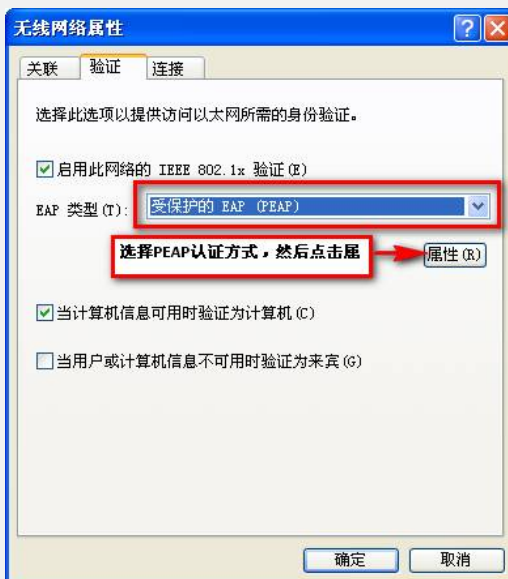 无线网络属性
关联 验证 连接
选择此选项以提供访问以太网所需的身份验证。
启用此网络的 IEEE 802.1x 验证(E)
EAP 类型(T): 受保护的 EAP (PEAP)
选择PEAP认证方式，然后点击属 属性(R)
当计算机信息可用时验证为计算机(C)
当用户或计算机信息不可用时验证为来宾(G)
确定 取消